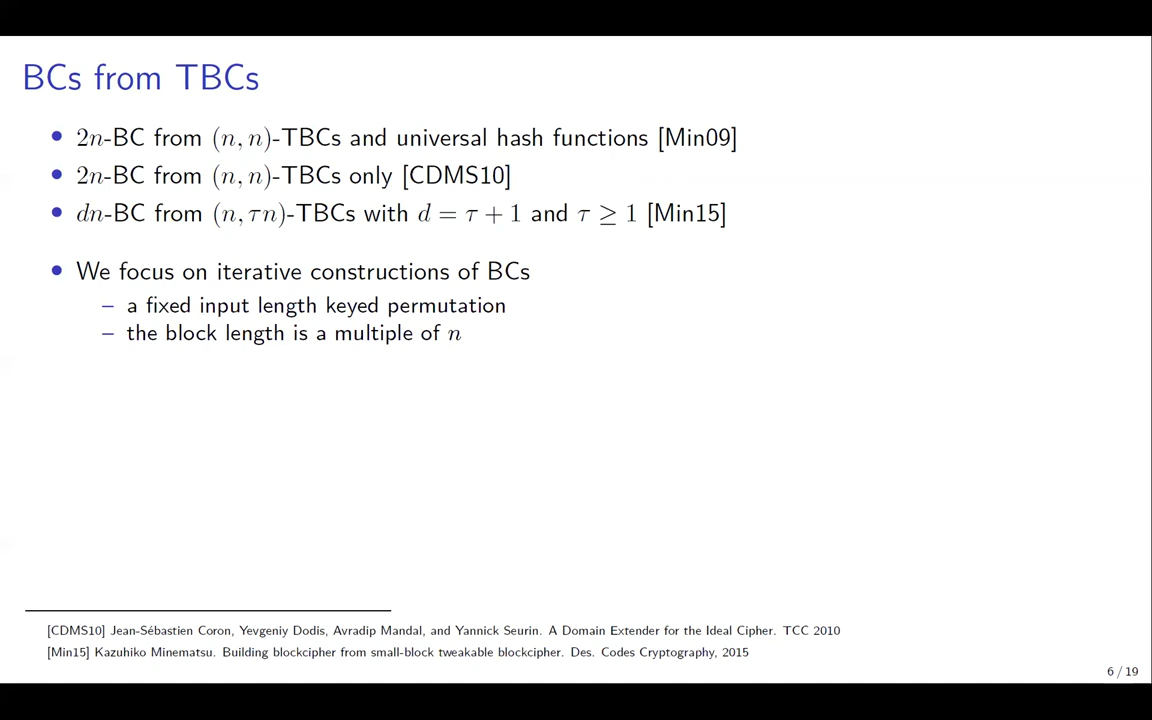 BCs from TBCs
• 2n-BC from (n, n)-TBCs and universal hash functions [Min09]
• 2n-BC from (n, n)-TBCs only [CDMS10]
• dn-BC from (n, τn)-TBCs with d = τ + 1 and τ ≥ 1 [Min15]
• We focus on iterative constructions of BCs
– a fixed input length keyed permutation
– the block length is a multiple of n
[CDMS10] Jean-Sébastien Coron, Yevgeniy Dodis, Avradip Mandal, and Yannick Seurin. A Domain Extender for the Ideal Cipher. TCC 2010
[Min15] Kazuhiko Minematsu. Building blockcipher from small-block tweakable blockcipher. Des. Codes Cryptography, 2015
6 / 19